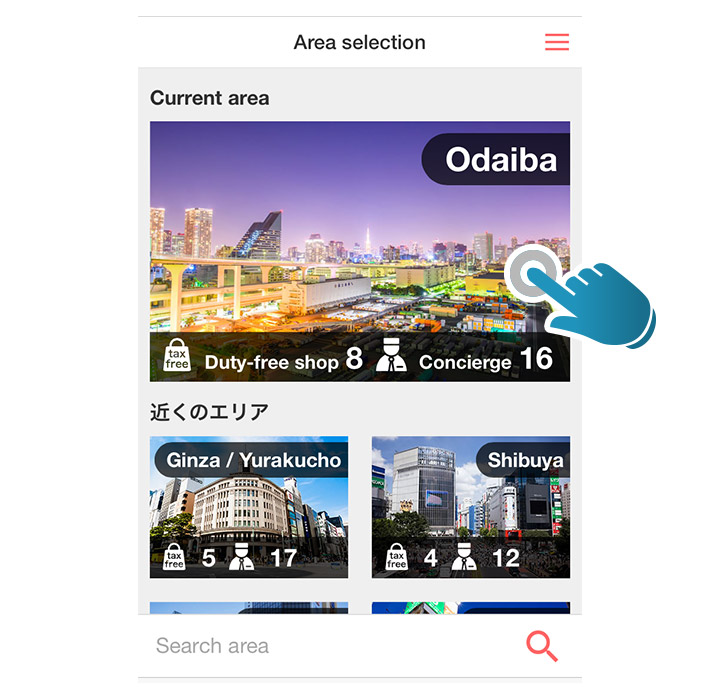 Area selection
Current area
Odaiba
tax free Duty-free shop 8 Concierge 16
近くのエリア
Ginza / Yurakucho
tax free 5 17
Shibuya
tax free 4 12
Search area